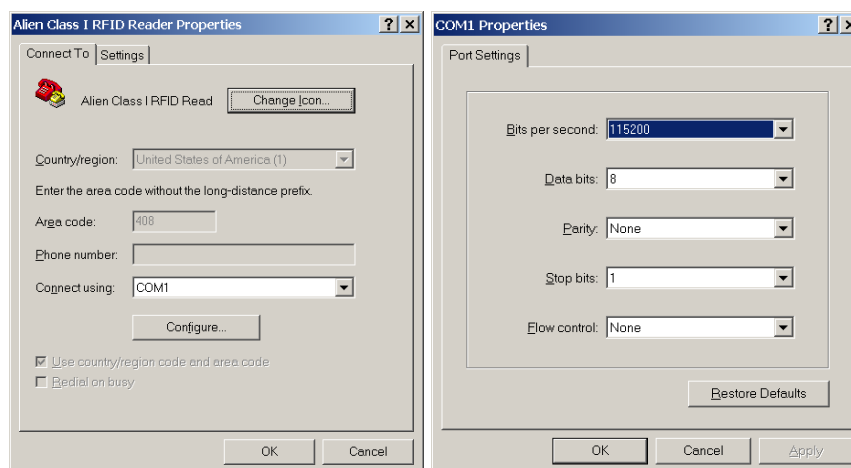 Alien Class I RFID Reader Properties
Connect To
Settings
Alien Class I RFID Read
Change Icon...
Country/region: United States of America (1)
Enter the area code without the long-distance prefix.
Area code: 408
Phone number:
Connect using: COM1
Configure...
Use country/region code and area code
Redial on busy
OK
Cancel
COM1 Properties
Port Settings
Bits per second: 115200
Data bits: 8
Parity: None
Stop bits: 1
Flow control: None
Restore Defaults
OK
Cancel
Apply